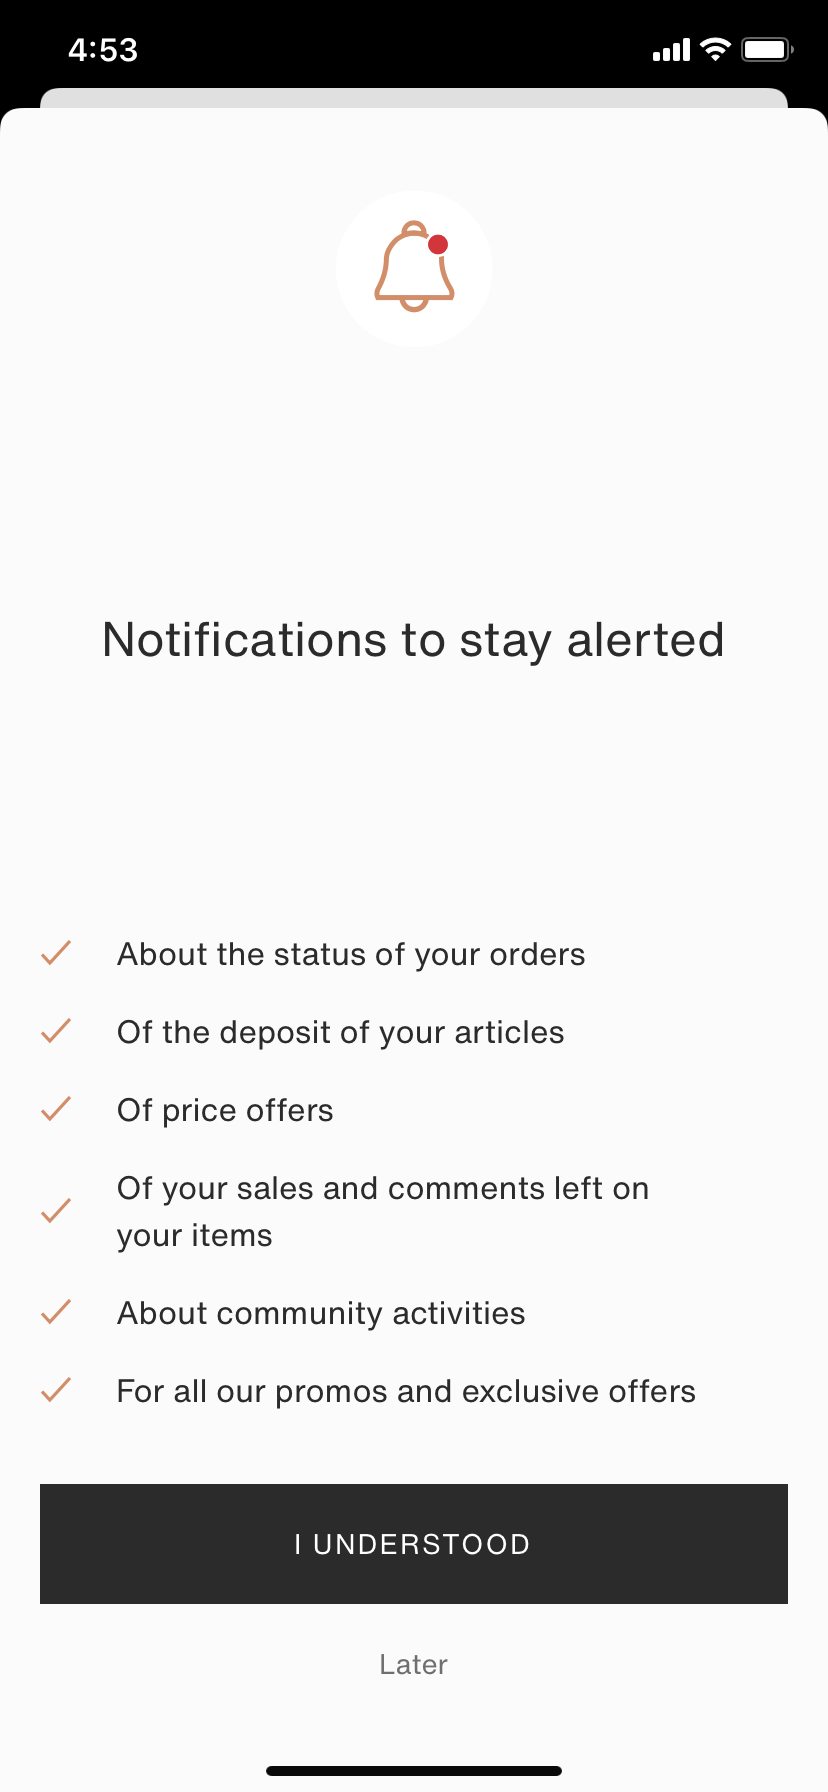 4:53
Notifications to stay alerted
About the status of your orders
Of the deposit of your articles
Of price offers
Of your sales and comments left on
your items
About community activities
For all our promos and exclusive offers
I UNDERSTOOD
Later